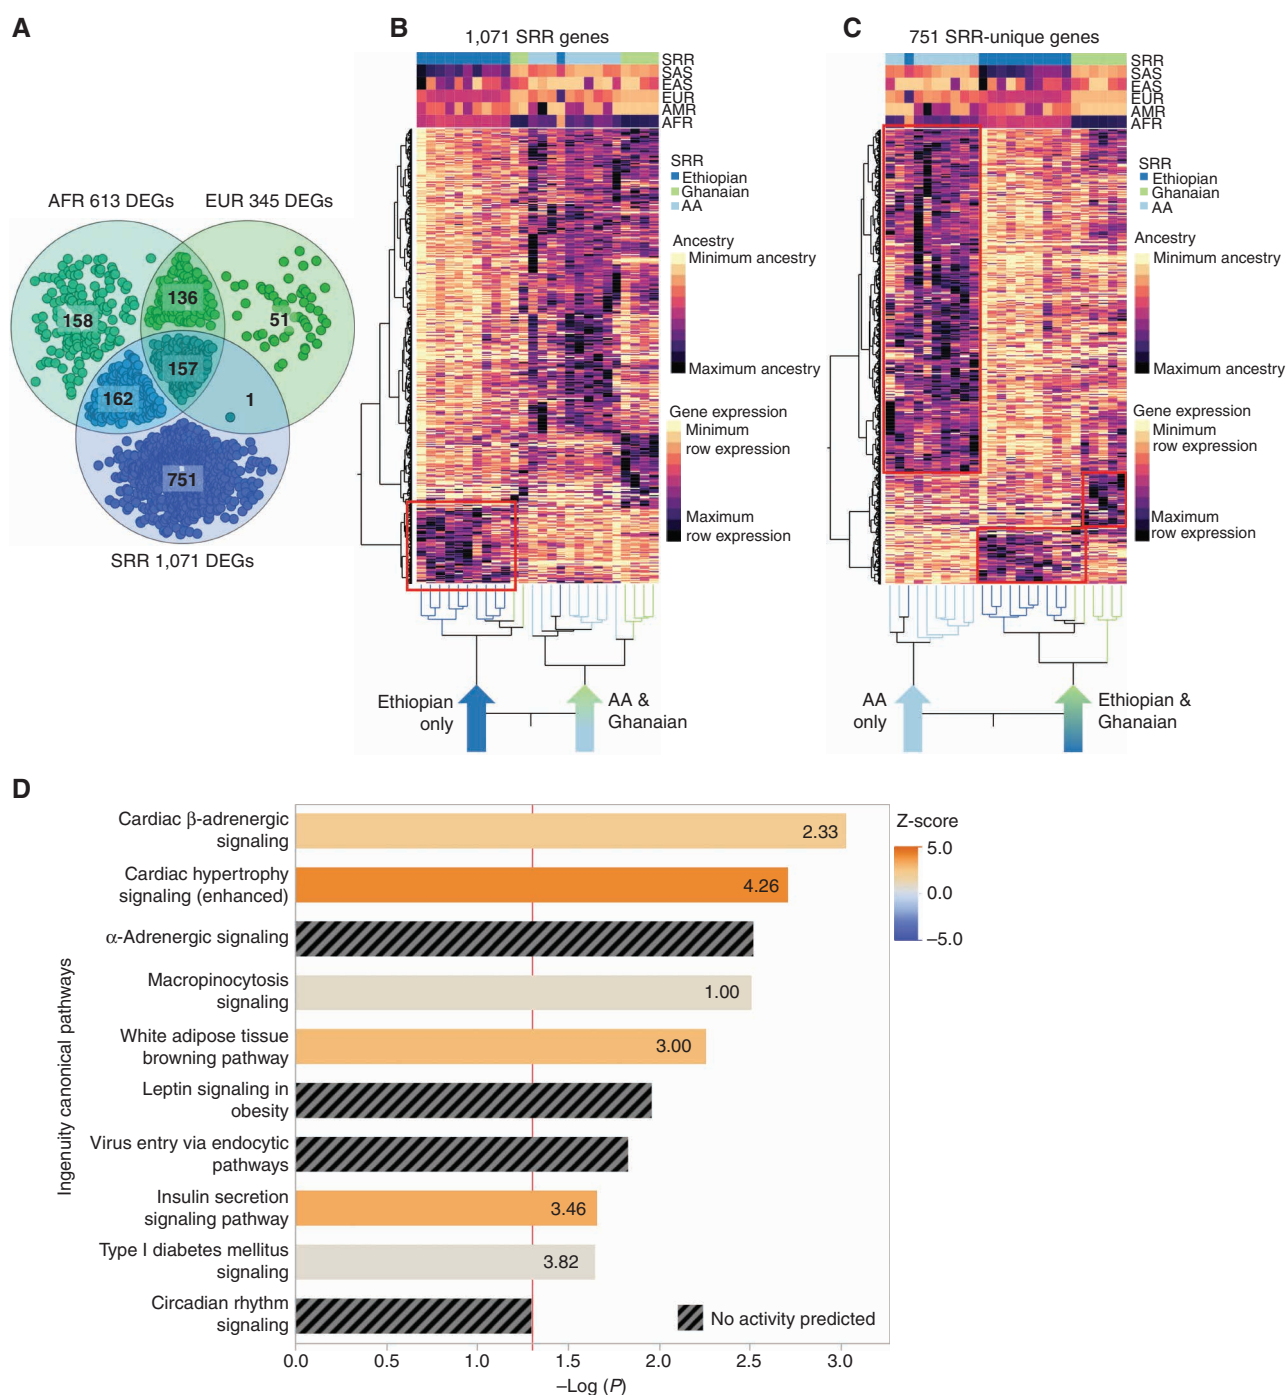 A
AFR 613 DEGs
EUR 345 DEGs
136
158
51
157
162
1
751
SRR 1,071 DEGs
B
1,071 SRR genes
SRR
SAS
EAS
EUR
AMR
AFR
SRR
Ethiopian
Ghanaian
AA
Ancestry
Minimum ancestry
Maximum ancestry
Gene expression
Minimum
row expression
Maximum
row expression
Ethiopian
only
AA &
Ghanaian
C
751 SRR-unique genes
SRR
SAS
EAS
EUR
AMR
AFR
SRR
Ethiopian
Ghanaian
AA
Ancestry
Minimum ancestry
Maximum ancestry
Gene expression
Minimum
row expression
Maximum
row expression
AA
only
Ethiopian &
Ghanaian
D
Ingenuity canonical pathways
Cardiac β-adrenergic
signaling
2.33
Cardiac hypertrophy
signaling (enhanced)
4.26
α-Adrenergic signaling
Macropinocytosis
signaling
1.00
White adipose tissue
browning pathway
3.00
Leptin signaling in
obesity
Virus entry via endocytic
pathways
Insulin secretion
signaling pathway
3.46
Type I diabetes mellitus
signaling
3.82
Circadian rhythm
signaling
No activity predicted
0.0 0.5 1.0 1.5 2.0 2.5 3.0
–Log (P)
Z-score
5.0
0.0
–5.0